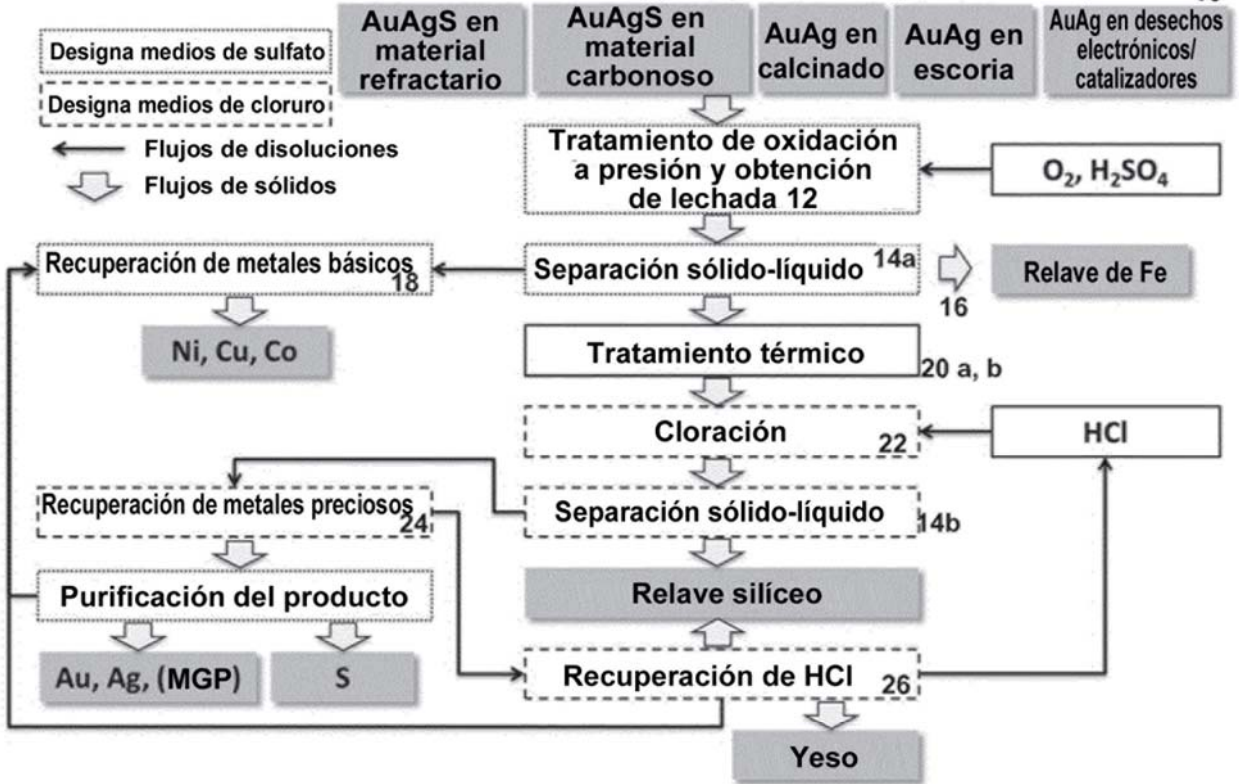 Designa medios de sulfato
Designa medios de cloruro
Flujos de disoluciones
Flujos de sólidos
AuAgS en
material
refractario
AuAgS en
material
carbonoso
AuAg en
calcinado
AuAg en
escoria
AuAg en desechos
electrónicos/
catalizadores
Tratamiento de oxidación
a presión y obtención
de lechada 12
O₂, H₂SO₄
Recuperación de metales básicos
18
Separación sólido-líquido 14a
16
Relave de Fe
Ni, Cu, Co
Tratamiento térmico
20 a, b
Cloración
22
HCl
Recuperación de metales preciosos
24
Separación sólido-líquido
14b
Purificación del producto
Relave silíceo
Au, Ag, (MGP)
S
Recuperación de HCl
26
Yeso